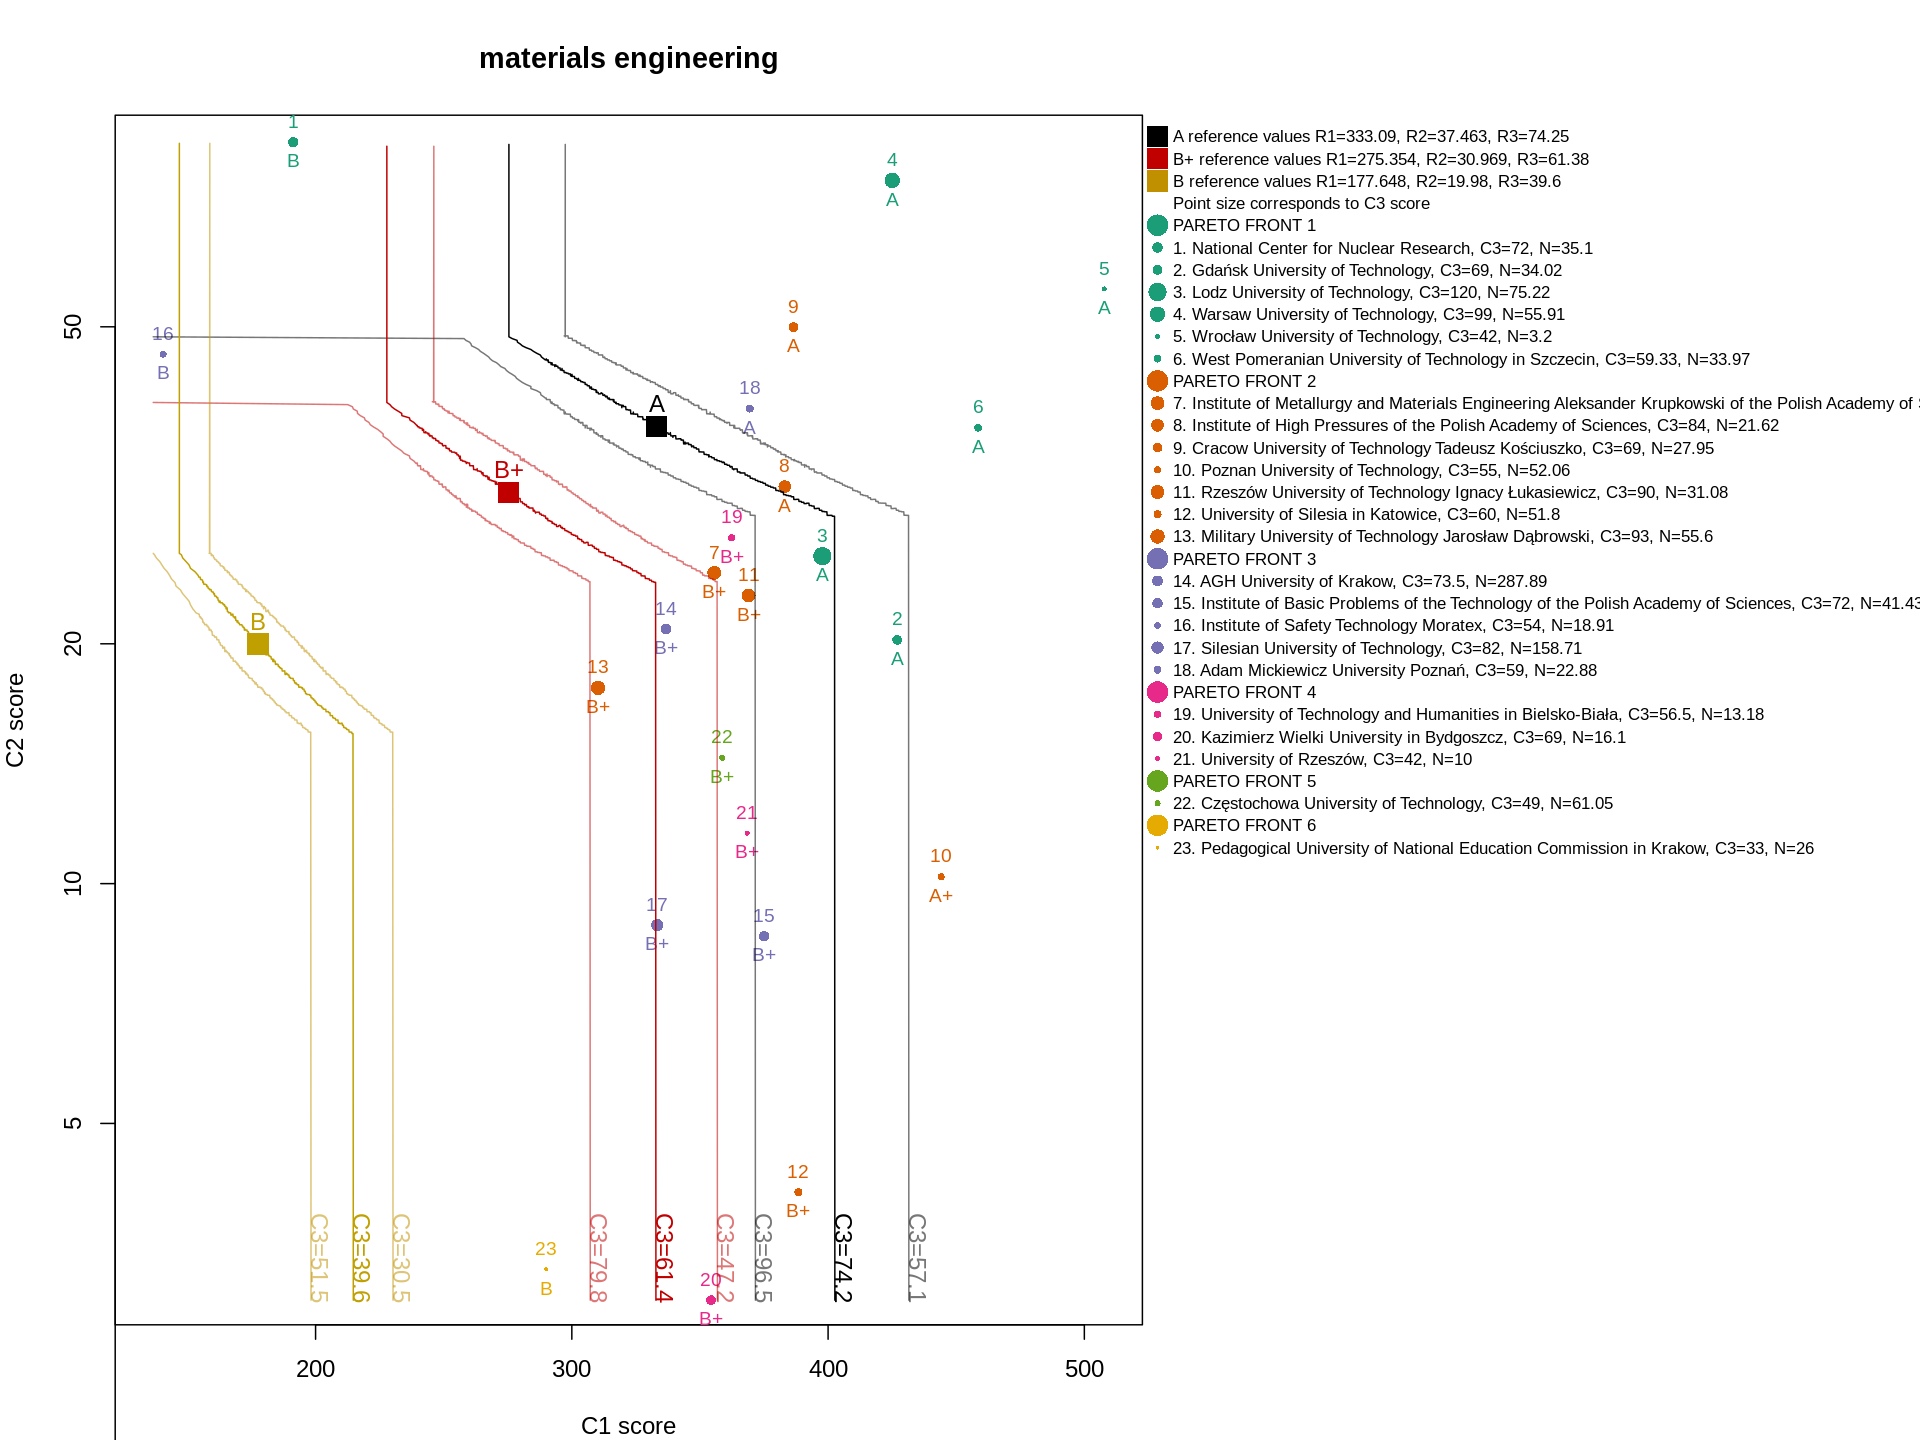 materials engineering
1
B
4
A
5
A
9
A
16
B
18
A
6
A
A
8
A
B+
19
B+
3
A
7
B+
11
B+
14
B+
2
A
B
13
B+
22
B+
21
B+
10
A+
17
B+
15
B+
12
B+
23
B
20
B+
C3=51.5
C3=39.6
C3=30.5
C3=79.8
C3=61.4
C3=47.2
C3=96.5
C3=74.2
C3=57.1
50
20
10
5
C2 score
200
300
400
500
C1 score
A reference values R1=333.09, R2=37.463, R3=74.25
B+ reference values R1=275.354, R2=30.969, R3=61.38
B reference values R1=177.648, R2=19.98, R3=39.6
Point size corresponds to C3 score
PARETO FRONT 1
1. National Center for Nuclear Research, C3=72, N=35.1
2. Gdańsk University of Technology, C3=69, N=34.02
3. Lodz University of Technology, C3=120, N=75.22
4. Warsaw University of Technology, C3=99, N=55.91
5. Wrocław University of Technology, C3=42, N=3.2
6. West Pomeranian University of Technology in Szczecin, C3=59.33, N=33.97
PARETO FRONT 2
7. Institute of Metallurgy and Materials Engineering Aleksander Krupkowski of the Polish Academy of
8. Institute of High Pressures of the Polish Academy of Sciences, C3=84, N=21.62
9. Cracow University of Technology Tadeusz Kościuszko, C3=69, N=27.95
10. Poznan University of Technology, C3=55, N=52.06
11. Rzeszów University of Technology Ignacy Łukasiewicz, C3=90, N=31.08
12. University of Silesia in Katowice, C3=60, N=51.8
13. Military University of Technology Jarosław Dąbrowski, C3=93, N=55.6
PARETO FRONT 3
14. AGH University of Krakow, C3=73.5, N=287.89
15. Institute of Basic Problems of the Technology of the Polish Academy of Sciences, C3=72, N=41.43
16. Institute of Safety Technology Moratex, C3=54, N=18.91
17. Silesian University of Technology, C3=82, N=158.71
18. Adam Mickiewicz University Poznań, C3=59, N=22.88
PARETO FRONT 4
19. University of Technology and Humanities in Bielsko-Biała, C3=56.5, N=13.18
20. Kazimierz Wielki University in Bydgoszcz, C3=69, N=16.1
21. University of Rzeszów, C3=42, N=10
PARETO FRONT 5
22. Częstochowa University of Technology, C3=49, N=61.05
PARETO FRONT 6
23. Pedagogical University of National Education Commission in Krakow, C3=33, N=26